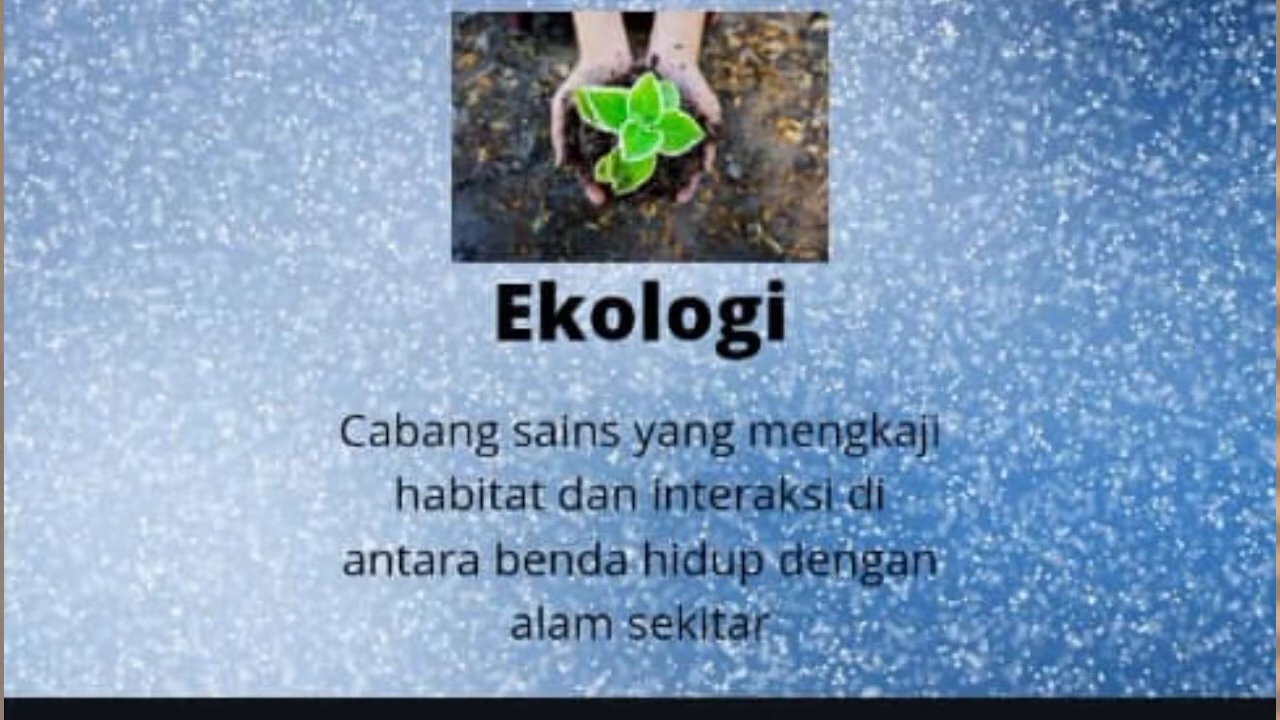 Ekologi
Cabang sains yang mengkaji
habitat dan interaksi di
antara benda hidup dengan
alam sekitar